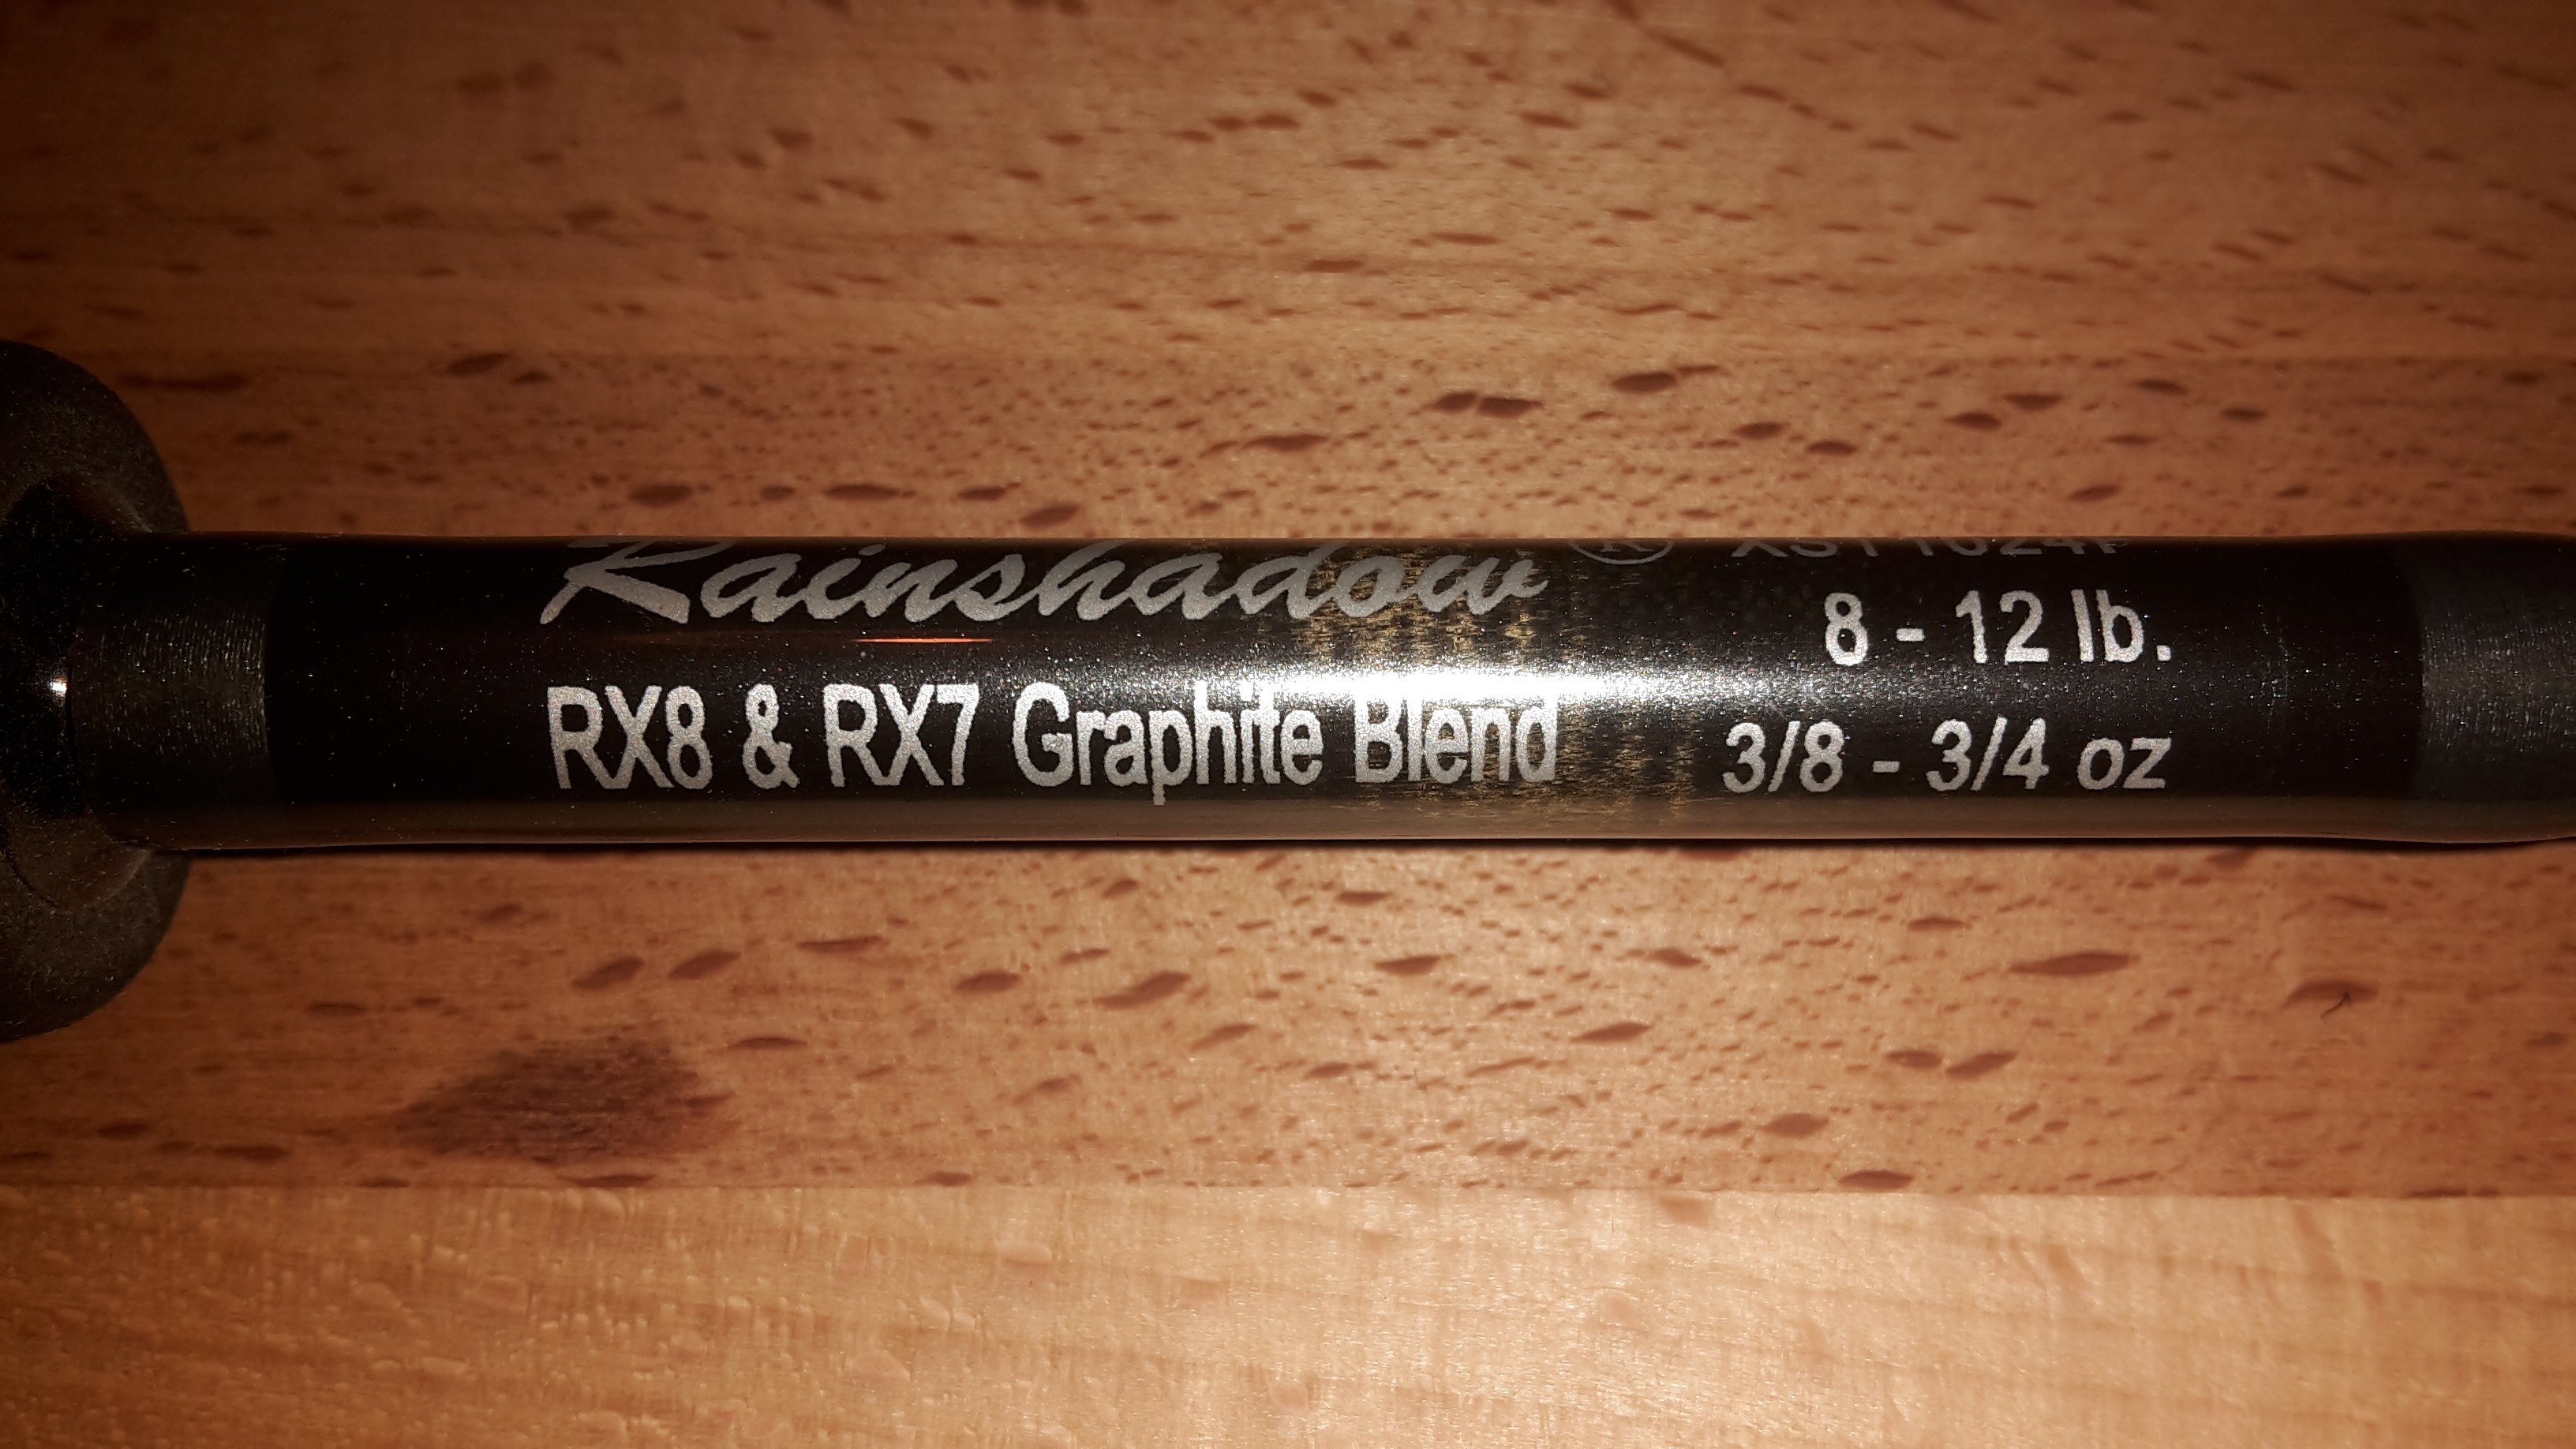 Rainshadow ®
8 - 12 lb.
RX8 & RX7 Graphite Blend
3/8 - 3/4 oz